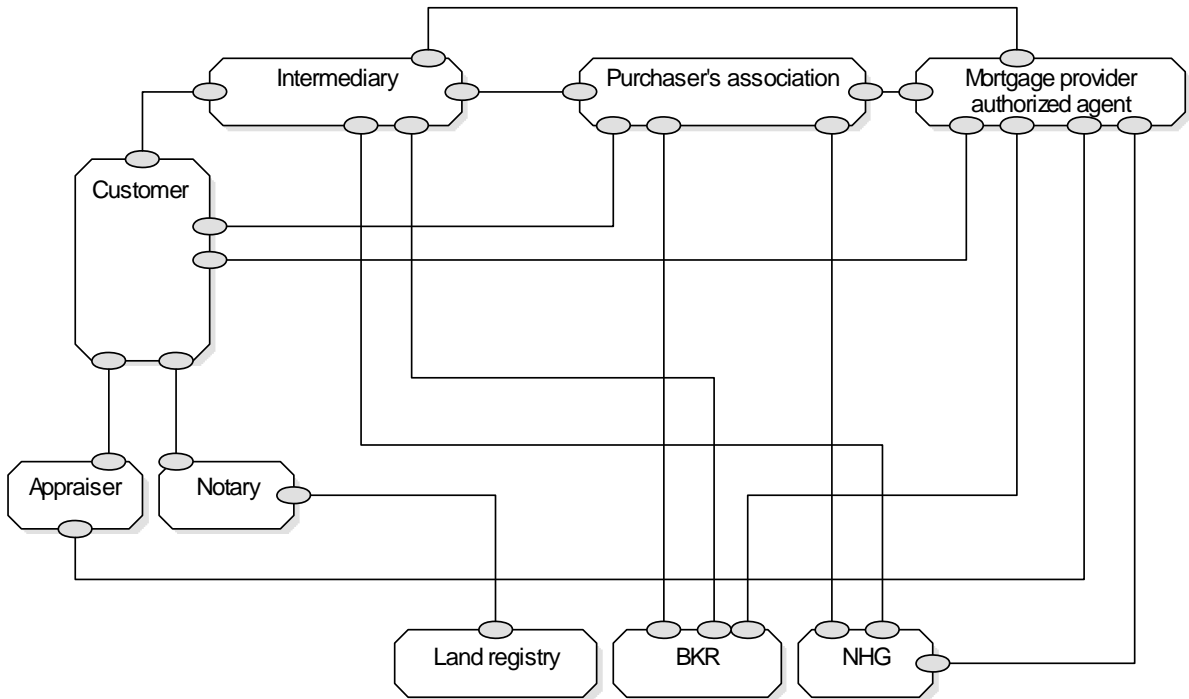 Intermediary
Purchaser's association
Mortgage provider
authorized agent
Customer
Appraiser
Notary
Land registry
BKR
NHG